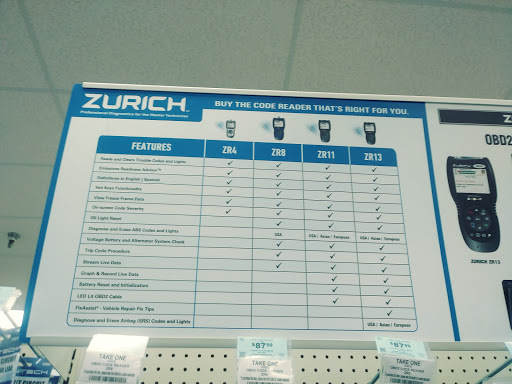 ZURICH
Professional Diagnostics for the Master Technician
BUY THE CODE READER THAT'S RIGHT FOR YOU.
FEATURES ZR4 ZR8 ZR11 ZR13
Reads and Clears Trouble Codes and Lights ✓ ✓ ✓ ✓
Emissions Readiness Advisor™ ✓ ✓ ✓ ✓
Definitions in English | Spanish ✓ ✓ ✓ ✓
Hot Keys Functionality ✓ ✓ ✓ ✓
View Freeze Frame Data ✓ ✓ ✓ ✓
On-screen Code Severity ✓ ✓ ✓ ✓
Oil Light Reset ✓ ✓ ✓
Diagnose and Erase ABS Codes and Lights USA USA / Asian / European USA / Asian / European
Voltage Battery and Alternator System Check ✓ ✓ ✓
Trip Cycle Procedure ✓ ✓ ✓
Stream Live Data ✓ ✓ ✓
Graph & Record Live Data ✓ ✓
Battery Reset and Initialization ✓ ✓
LED Lit OBD2 Cable ✓ ✓
FixAssist® - Vehicle Repair Fix Tips ✓
Diagnose and Erase Airbag (SRS) Codes and Lights USA / Asian / European
Z
OBD2
ZURICH ZR13
$87
$87
TAKE ONE
TAKE ONE
TAKE ONE